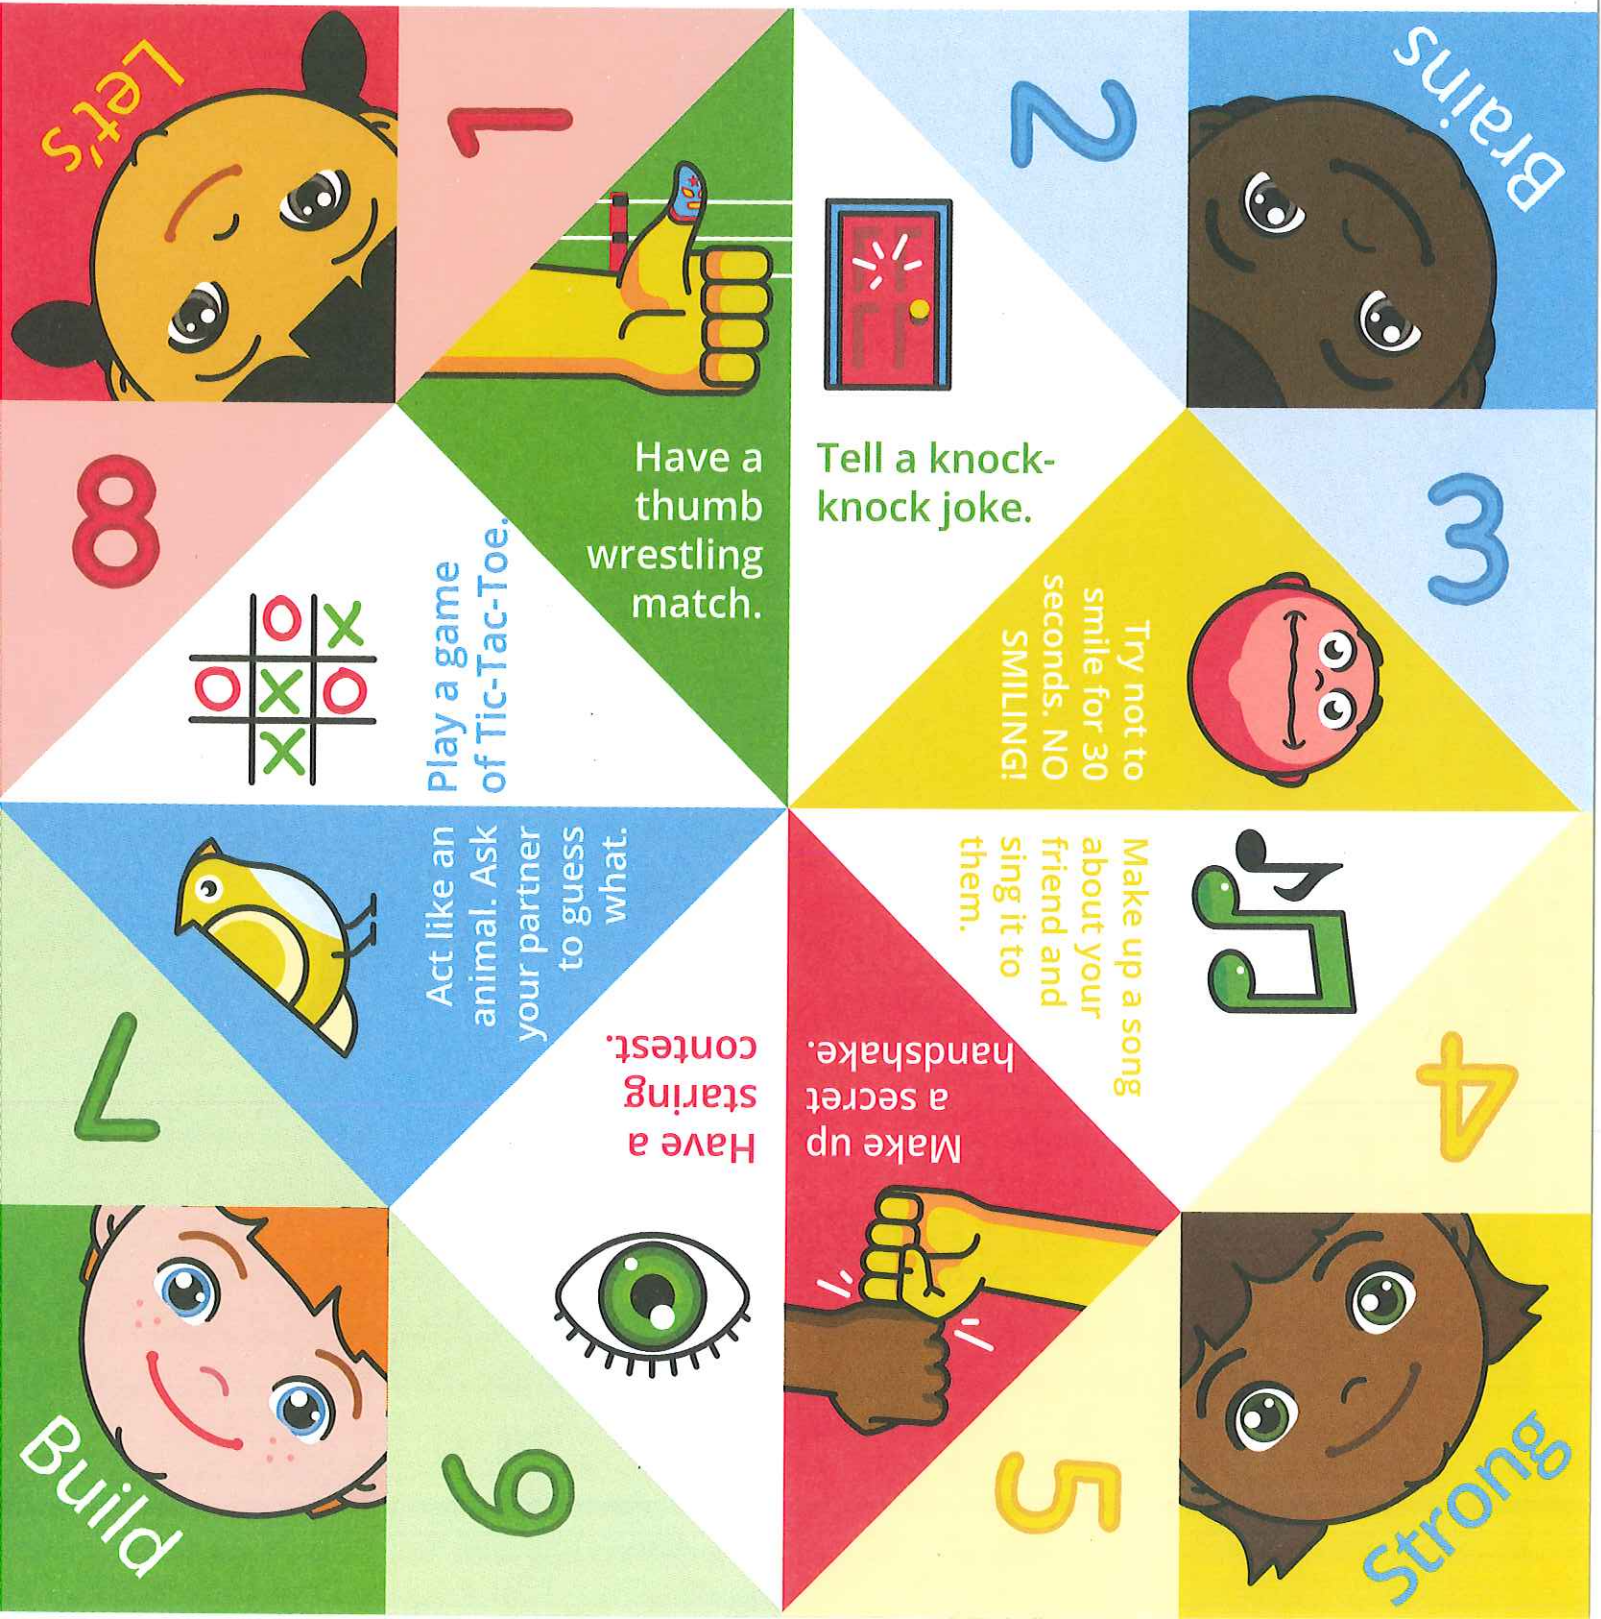 Let's
Build
Strong
Brains
1
Have a
thumb
wrestling
match.
2
Tell a knock-
knock joke.
3
Try not to
smile for 30
seconds. NO
SMILING!
4
Make up a song
about your
friend and
sing it to
them.
5
Make up
a secret
handshake.
6
Have a
staring
contest.
7
Act like an
animal. Ask
your partner
to guess
what.
8
Play a game
of Tic-Tac-Toe.
O X
O X O
X